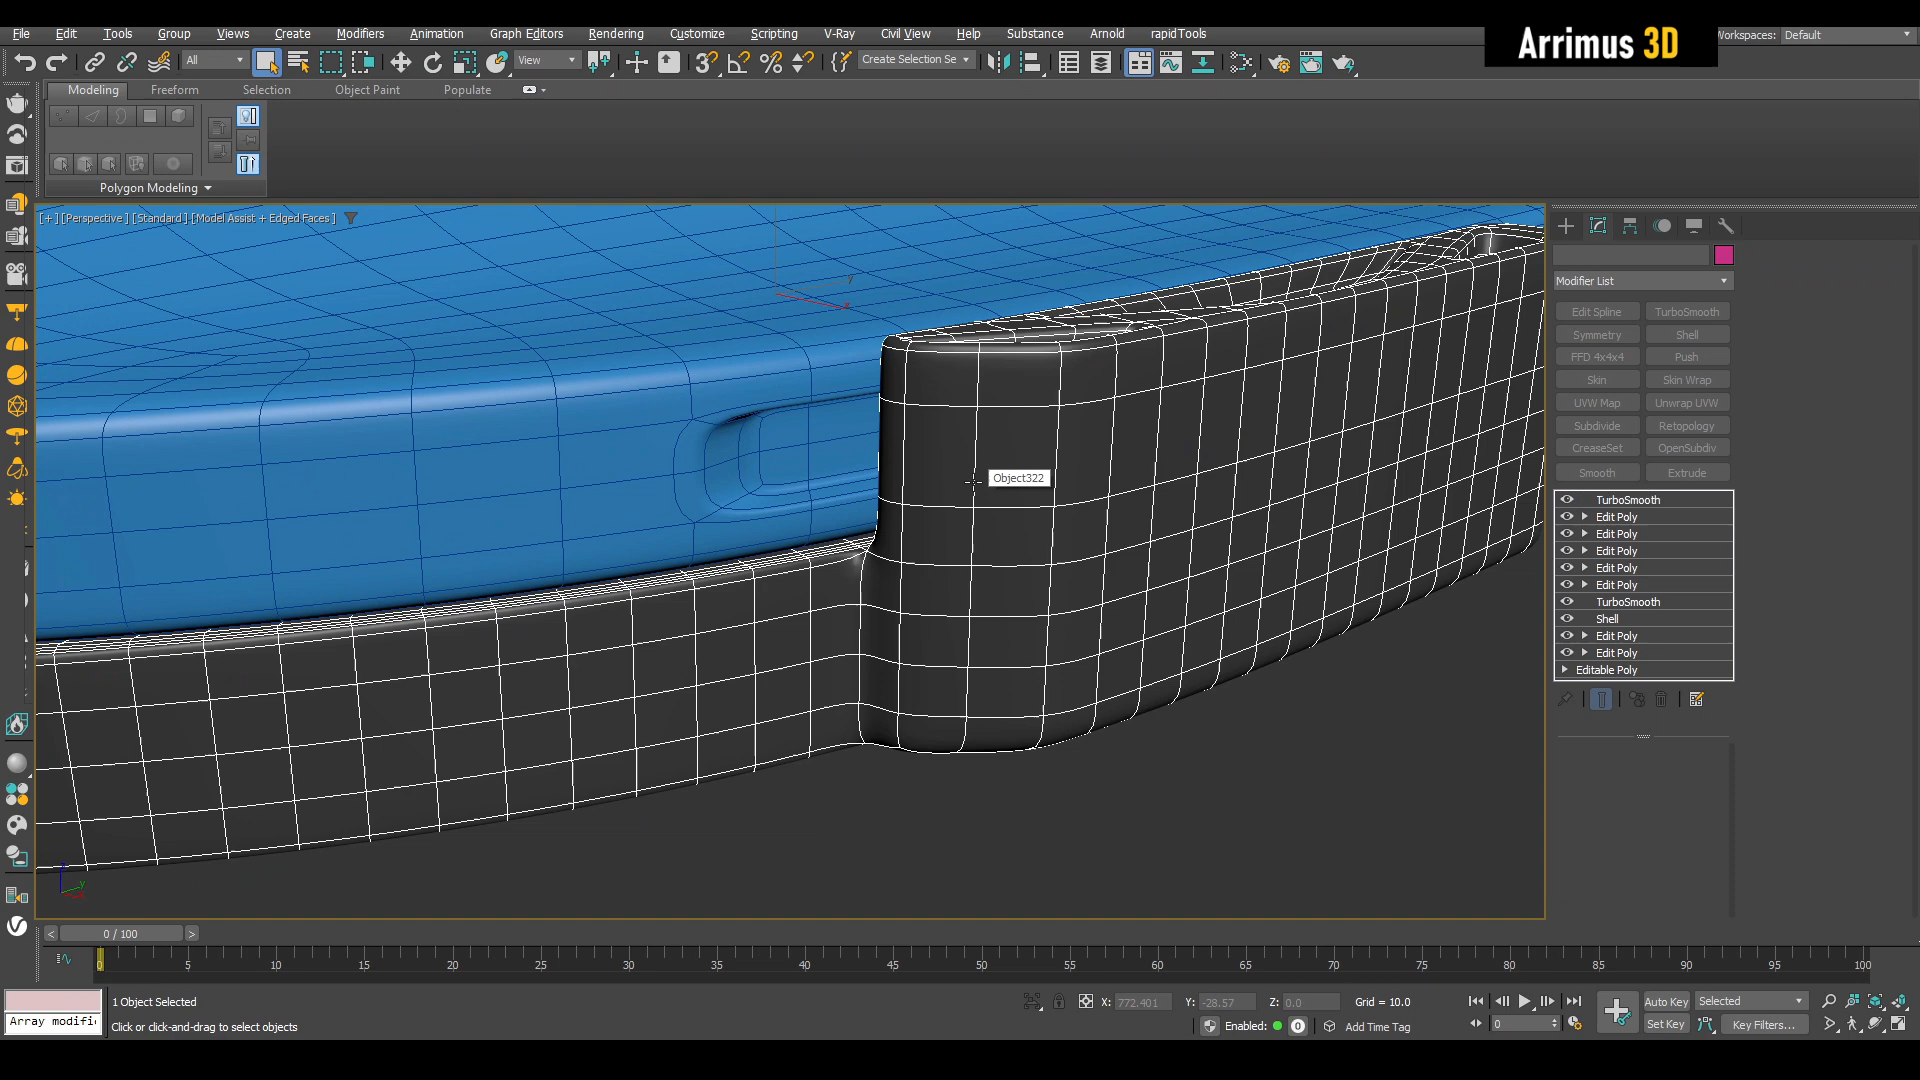 File Edit Tools Group Views Create Modifiers Animation Graph Editors Rendering Customize Scripting V-Ray Civil View Help Substance Arnold rapidTools
Arrimus 3D
Workspaces: Default
All
View
Create Selection Se
Modeling Freeform Selection Object Paint Populate
Polygon Modeling
[+] [Perspective] [Standard] [Model Assist + Edged Faces]
y
x
Object322
Modifier List
Edit Spline TurboSmooth
Symmetry Shell
FFD 4x4x4 Push
Skin Skin Wrap
UVW Map Unwrap UVW
Subdivide Retopology
CreaseSet OpenSubdiv
Smooth Extrude
TurboSmooth
Edit Poly
Edit Poly
Edit Poly
Edit Poly
Edit Poly
TurboSmooth
Shell
Edit Poly
Edit Poly
Editable Poly
< 0 / 100 >
0 5 10 15 20 25 30 35 40 45 50 55 60 65 70 75 80 85 90 95 100
1 Object Selected X: 772.401 Y: -28.57 Z: 0.0 Grid = 10.0 Auto Key Selected
Array modifi Click or click-and-drag to select objects Enabled: 0 Add Time Tag 0 Set Key Key Filters...